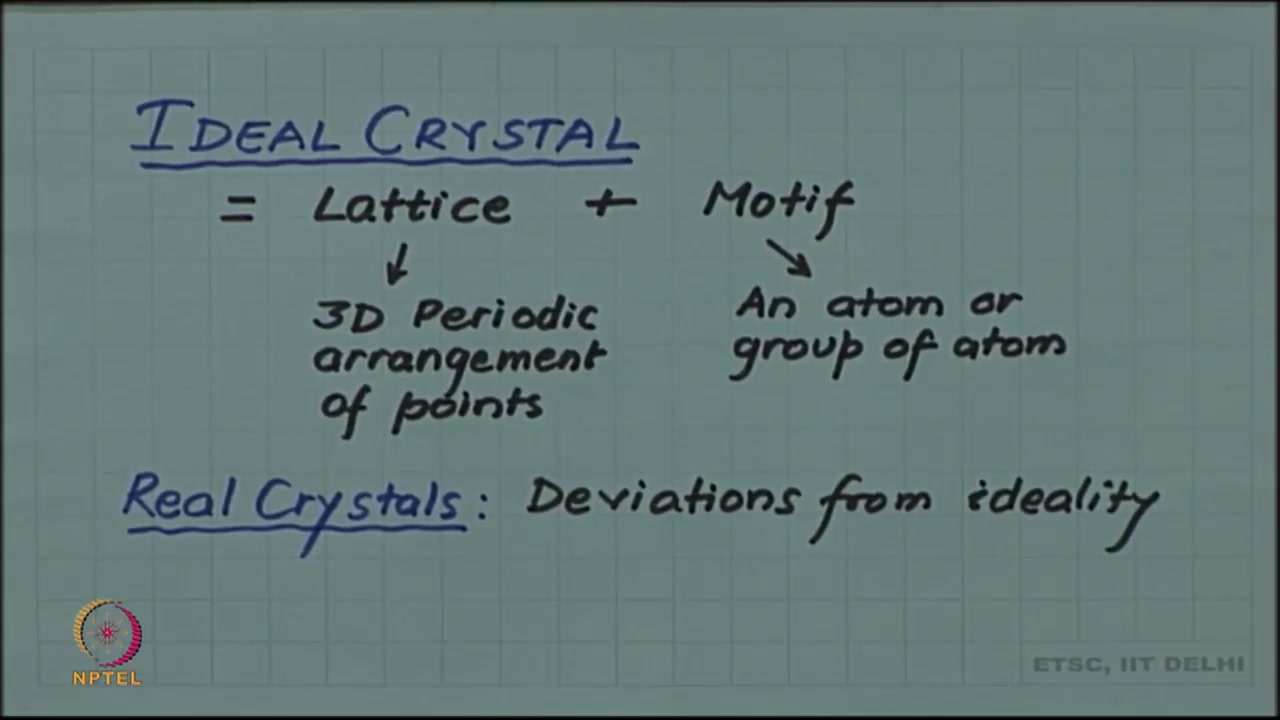 IDEAL CRYSTAL
= Lattice + Motif
3D Periodic
arrangement
of points
An atom or
group of atom
Real Crystals: Deviations from ideality
NPTEL
ETSC, IIT DELHI